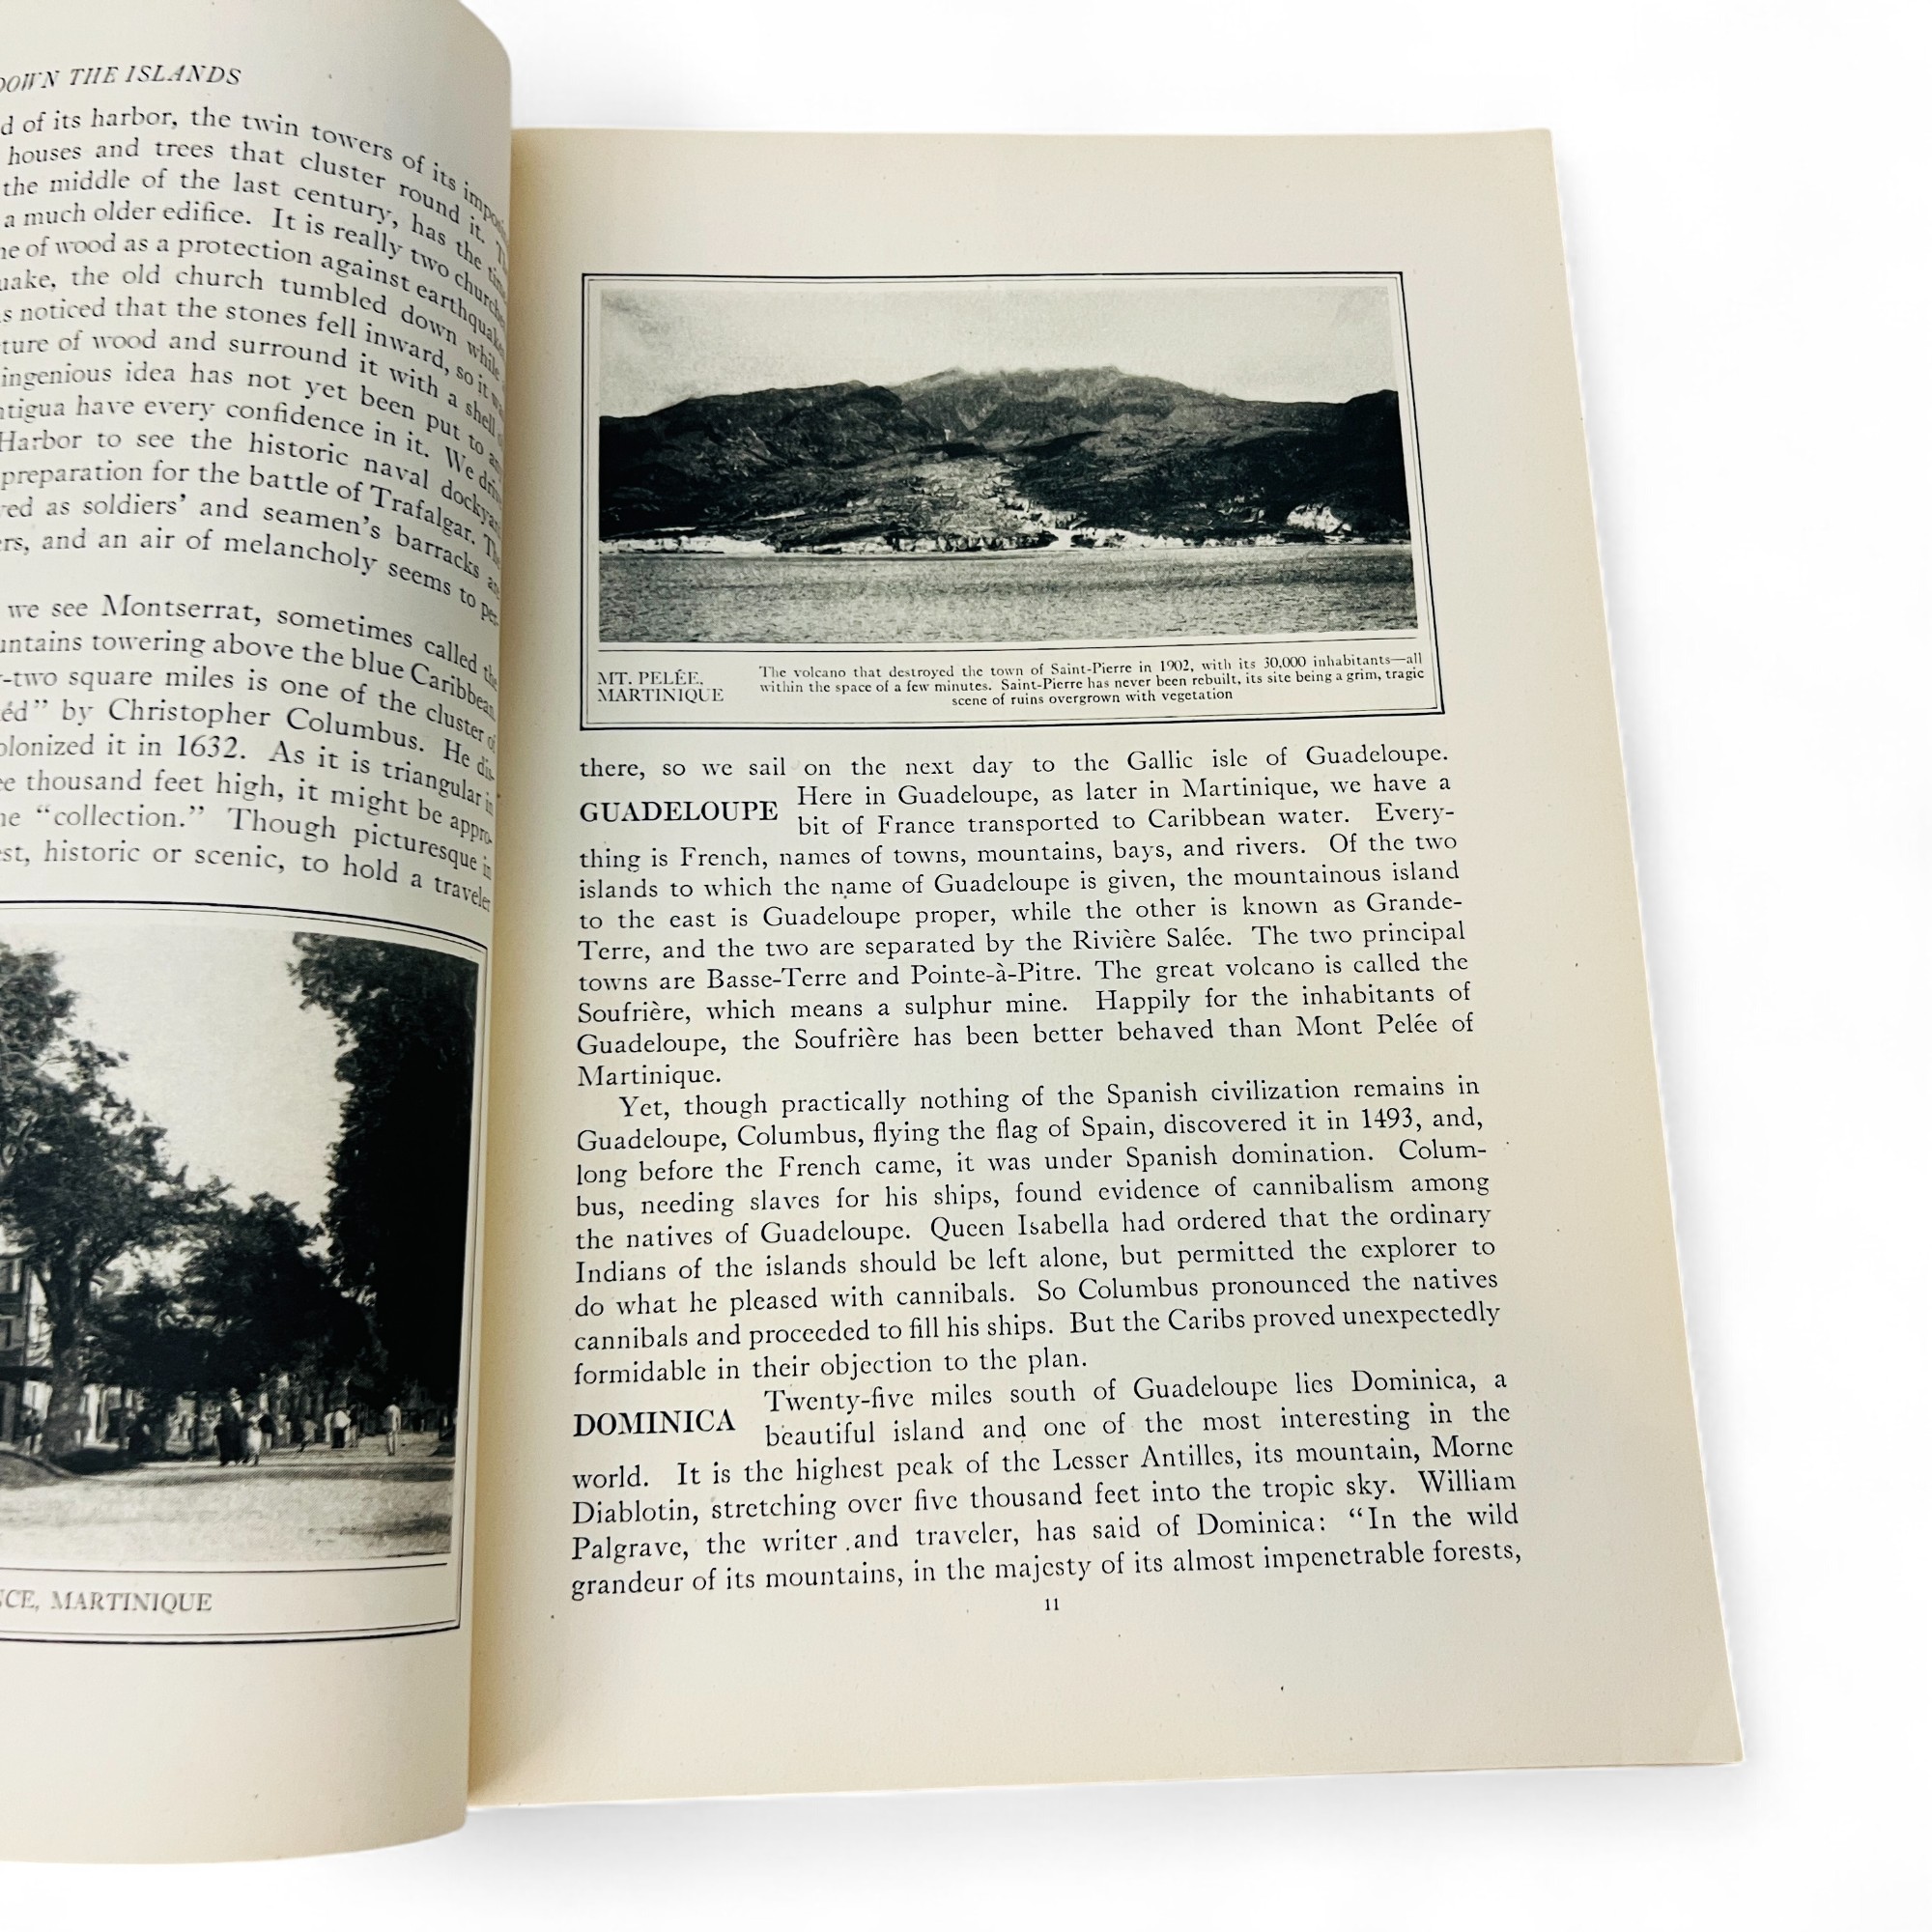 DOWN THE ISLANDS
d of its harbor, the twin towers of its
houses and trees that cluster round it.
the middle of the last century, has the
a much older edifice. It is really two churches
of wood as a protection against earthquakes
the old church tumbled down while
s noticed that the stones fell inward, so it
ture of wood and surround it with a shell
ingenious idea has not yet been put to
ntigua have every confidence in it. We
Harbor to see the historic naval
preparation for the battle of Trafalgar.
ed as soldiers' and seamen's barracks
rs, and an air of melancholy seems to
we see Montserrat, sometimes called the
untains towering above the blue Caribbean
-two square miles is one of the cluster of
éd" by Christopher Columbus. He dis-
olonized it in 1632. As it is triangular in
ee thousand feet high, it might be appro-
ne "collection." Though picturesque in
est, historic or scenic, to hold a traveler
NCE, MARTINIQUE
MT. PELÉE,
MARTINIQUE
The volcano that destroyed the town of Saint-Pierre in 1902, with its 30,000 inhabitants—all
within the space of a few minutes. Saint-Pierre has never been rebuilt, its site being a grim, tragic
scene of ruins overgrown with vegetation
there, so we sail on the next day to the Gallic isle of Guadeloupe.
GUADELOUPE
Here in Guadeloupe, as later in Martinique, we have a
bit of France transported to Caribbean water. Every-
thing is French, names of towns, mountains, bays, and rivers. Of the two
islands to which the name of Guadeloupe is given, the mountainous island
to the east is Guadeloupe proper, while the other is known as Grande-
Terre, and the two are separated by the Rivière Salée. The two principal
towns are Basse-Terre and Pointe-à-Pitre. The great volcano is called the
Soufrière, which means a sulphur mine. Happily for the inhabitants of
Guadeloupe, the Soufrière has been better behaved than Mont Pelée of
Martinique.
Yet, though practically nothing of the Spanish civilization remains in
Guadeloupe, Columbus, flying the flag of Spain, discovered it in 1493, and,
long before the French came, it was under Spanish domination. Colum-
bus, needing slaves for his ships, found evidence of cannibalism among
the natives of Guadeloupe. Queen Isabella had ordered that the ordinary
Indians of the islands should be left alone, but permitted the explorer to
do what he pleased with cannibals. So Columbus pronounced the natives
cannibals and proceeded to fill his ships. But the Caribs proved unexpectedly
formidable in their objection to the plan.
DOMINICA
Twenty-five miles south of Guadeloupe lies Dominica, a
beautiful island and one of the most interesting in the
world. It is the highest peak of the Lesser Antilles, its mountain, Morne
Diablotin, stretching over five thousand feet into the tropic sky. William
Palgrave, the writer and traveler, has said of Dominica: "In the wild
grandeur of its mountains, in the majesty of its almost impenetrable forests,
11